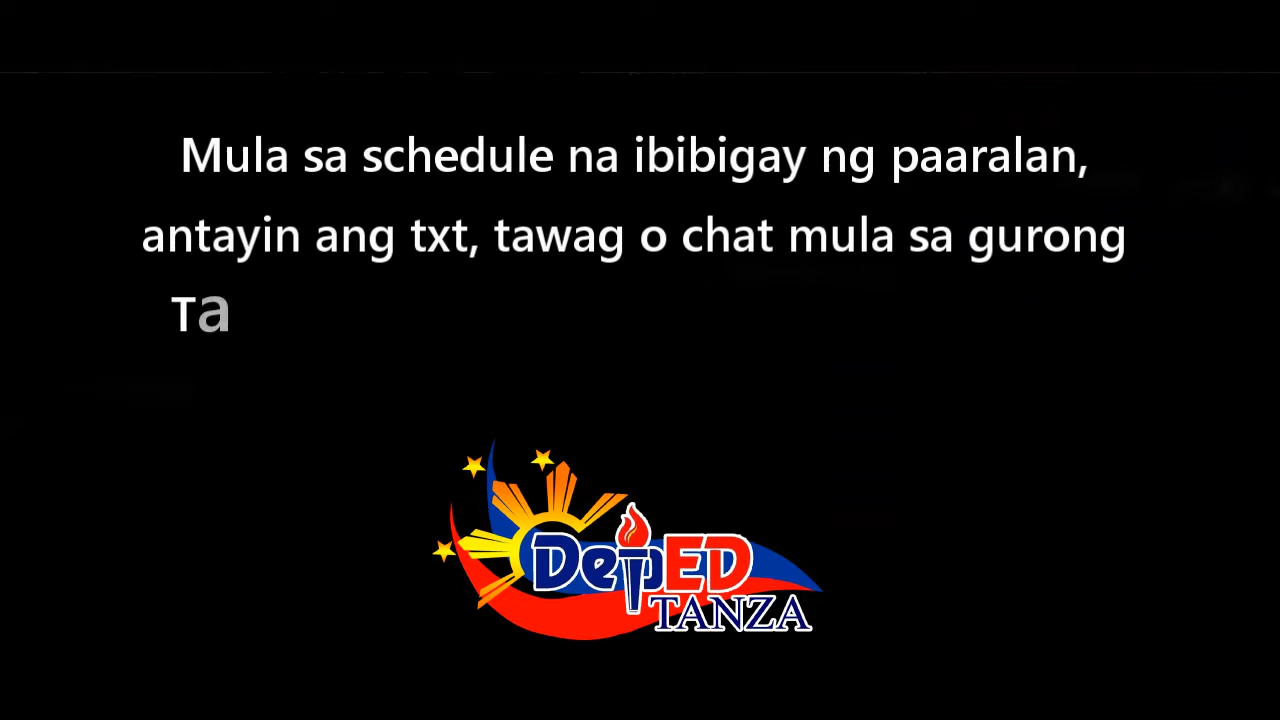 Mula sa schedule na ibibigay ng paaralan,
antayin ang txt, tawag o chat mula sa gurong
Ta
DepED
TANZA